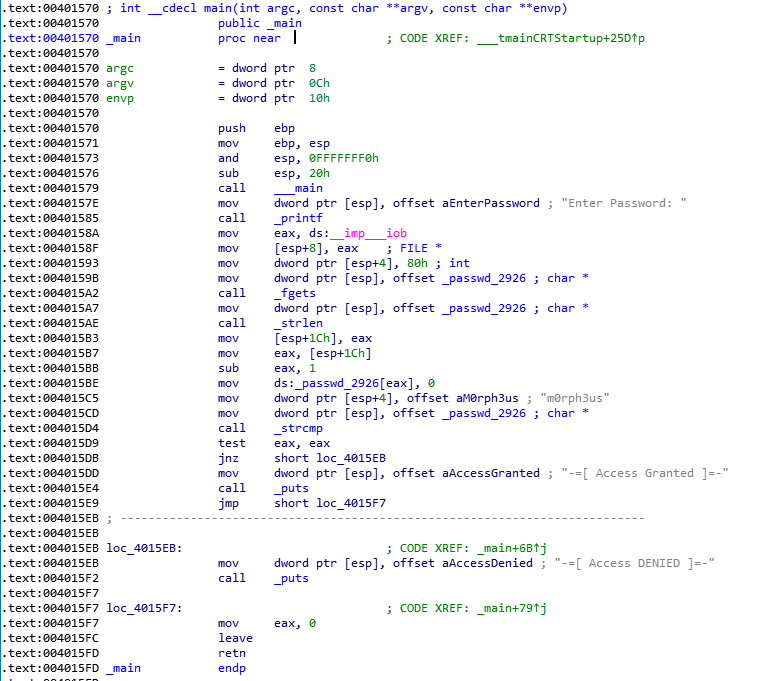 .text:00401570 ; int __cdecl main(int argc, const char **argv, const char **envp)
.text:00401570 public _main
.text:00401570 _main proc near ; CODE XREF: ___tmainCRTStartup+25D↑p
.text:00401570
.text:00401570 argc = dword ptr 8
.text:00401570 argv = dword ptr 0Ch
.text:00401570 envp = dword ptr 10h
.text:00401570
.text:00401570 push ebp
.text:00401571 mov ebp, esp
.text:00401573 and esp, 0FFFFFFF0h
.text:00401576 sub esp, 20h
.text:00401579 call ___main
.text:0040157E mov dword ptr [esp], offset aEnterPassword ; "Enter Password: "
.text:00401585 call _printf
.text:0040158A mov eax, ds:__imp___iob
.text:0040158F mov [esp+8], eax ; FILE *
.text:00401593 mov dword ptr [esp+4], 80h ; int
.text:0040159B mov dword ptr [esp], offset _passwd_2926 ; char *
.text:004015A2 call _fgets
.text:004015A7 mov dword ptr [esp], offset _passwd_2926 ; char *
.text:004015AE call _strlen
.text:004015B3 mov [esp+1Ch], eax
.text:004015B7 mov eax, [esp+1Ch]
.text:004015BB sub eax, 1
.text:004015BE mov ds:_passwd_2926[eax], 0
.text:004015C5 mov dword ptr [esp+4], offset aM0rph3us ; "m0rph3us"
.text:004015CD mov dword ptr [esp], offset _passwd_2926 ; char *
.text:004015D4 call _strcmp
.text:004015D9 test eax, eax
.text:004015DB jnz short loc_4015EB
.text:004015DD mov dword ptr [esp], offset aAccessGranted ; "-=[ Access Granted ]=-"
.text:004015E4 call _puts
.text:004015E9 jmp short loc_4015F7
.text:004015EB ; ---------------------------------------------------------------------------
.text:004015EB
.text:004015EB loc_4015EB: ; CODE XREF: _main+6B↑j
.text:004015EB mov dword ptr [esp], offset aAccessDenied ; "-=[ Access DENIED ]=-"
.text:004015F2 call _puts
.text:004015F7
.text:004015F7 loc_4015F7: ; CODE XREF: _main+79↑j
.text:004015F7 mov eax, 0
.text:004015FC leave
.text:004015FD retn
.text:004015FD _main endp